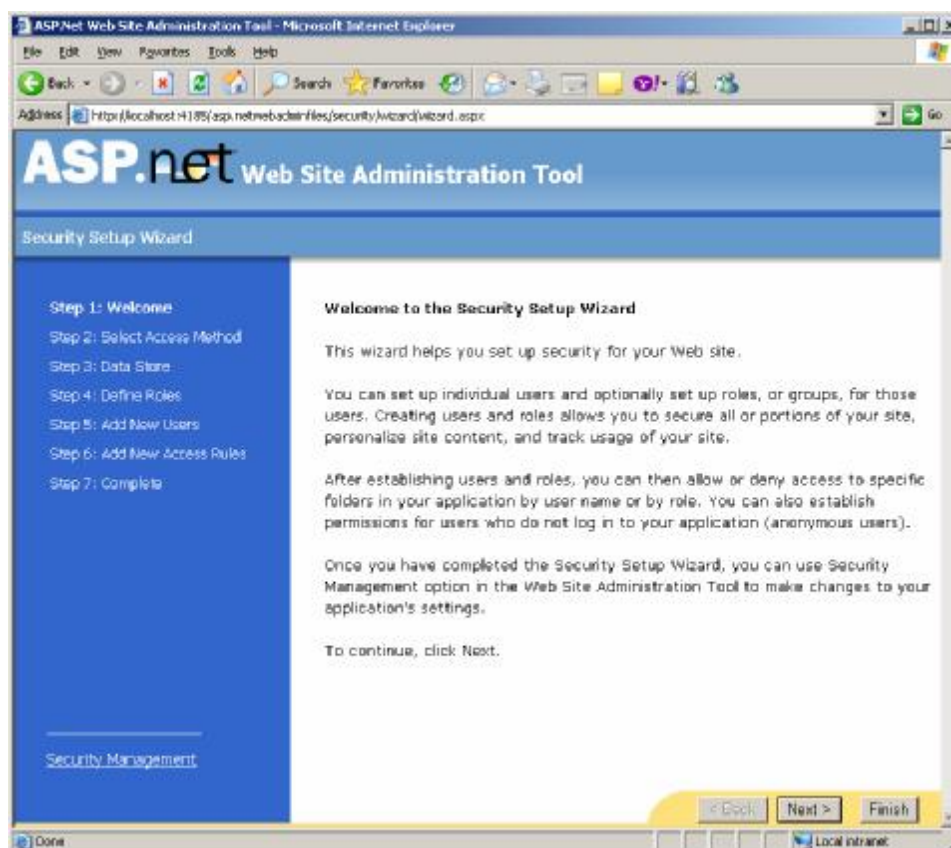 ASP.Net Web Site Administration Tool - Microsoft Internet Explorer
File Edit View Favorites Tools Help
Back Search Favorites
Address http://localhost:4185/asp.netwebadminfiles/security/wizard/wizard.aspx Go
ASP.net Web Site Administration Tool
Security Setup Wizard
Step 1: Welcome
Step 2: Select Access Method
Step 3: Data Store
Step 4: Define Roles
Step 5: Add New Users
Step 6: Add New Access Rules
Step 7: Complete
Security Management
Welcome to the Security Setup Wizard
This wizard helps you set up security for your Web site.
You can set up individual users and optionally set up roles, or groups, for those
users. Creating users and roles allows you to secure all or portions of your site,
personalize site content, and track usage of your site.
After establishing users and roles, you can then allow or deny access to specific
folders in your application by user name or by role. You can also establish
permissions for users who do not log in to your application (anonymous users).
Once you have completed the Security Setup Wizard, you can use Security
Management option in the Web Site Administration Tool to make changes to your
application's settings.
To continue, click Next.
< Back Next > Finish
Done Local intranet